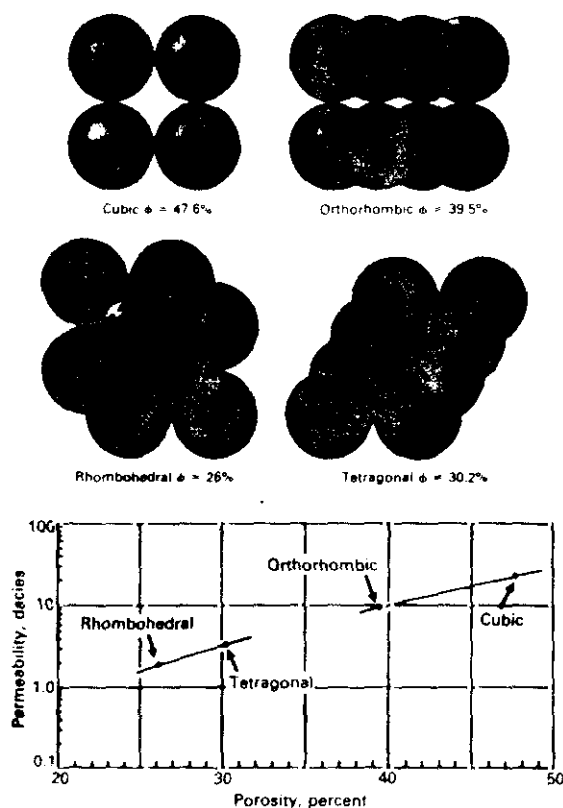 Cubic ϕ = 47.6%
Orthorhombic ϕ = 39.5%
Rhombohedral ϕ = 26%
Tetragonal ϕ = 30.2%
100
Orthorhombic
10
Cubic
Rhombohedral
Tetragonal
1.0
0.1
20 30 40 50
Permeability, dacies
Porosity, percent